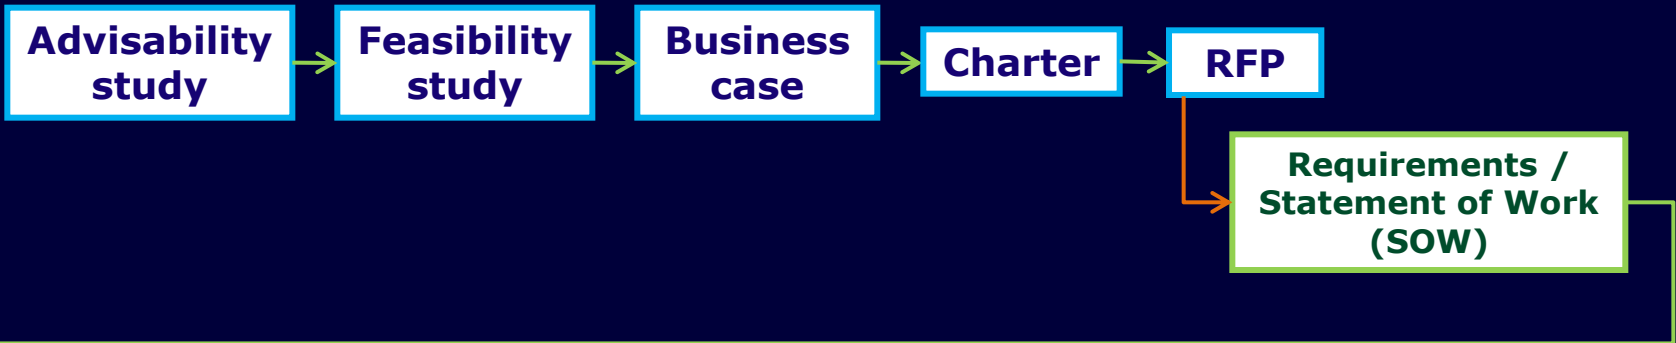 Advisability
study
Feasibility
study
Business
case
Charter
RFP
Requirements /
Statement of Work
(SOW)